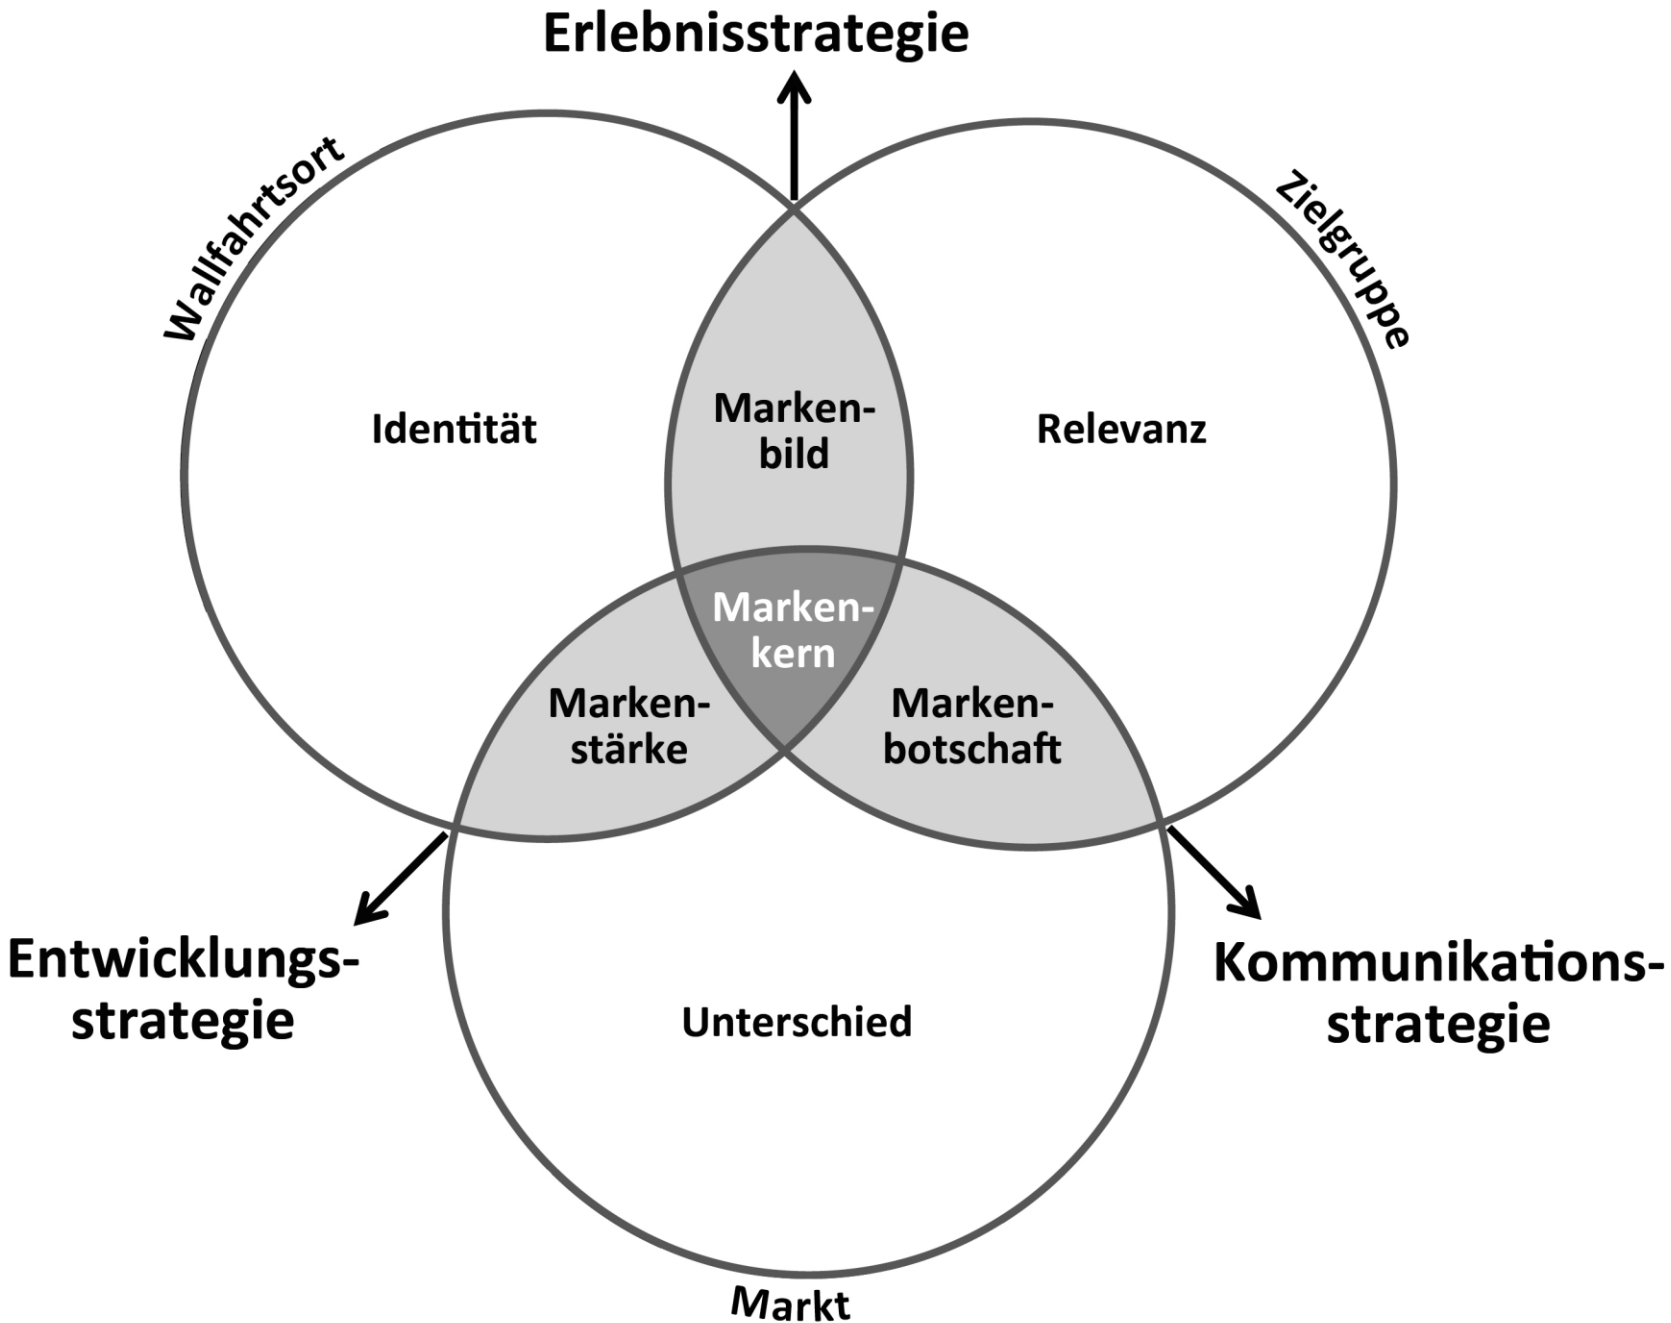 Erlebnisstrategie
Wallfahrtsort
Zielgruppe
Identität
Marken-
bild
Relevanz
Marken-
kern
Marken-
stärke
Marken-
botschaft
Entwicklungs-
strategie
Kommunikations-
strategie
Unterschied
Markt